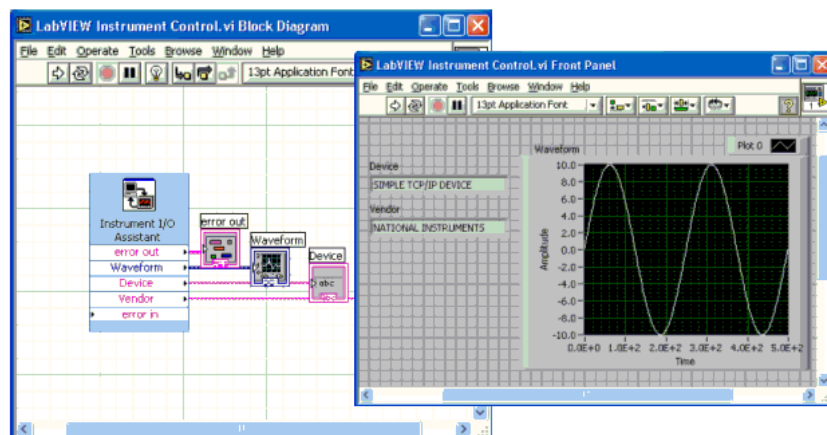 LabVIEW Instrument Control.vi Block Diagram
File Edit Operate Tools Browse Window Help
13pt Application Font
Instrument I/O
Assistant
error out
Waveform
Device
Vendor
error in
error out
Waveform
Device
abc
LabVIEW Instrument Control.vi Front Panel
File Edit Operate Tools Browse Window Help
13pt Application Font
Device
SIMPLE TCP/IP DEVICE
Vendor
NATIONAL INSTRUMENTS
Waveform
Plot 0
Amplitude
10.0
8.0
6.0
4.0
2.0
0.0
-2.0
-4.0
-6.0
-8.0
-10.0
0.0E+0 1.0E+2 2.0E+2 3.0E+2 4.0E+2 5.0E+2
Time